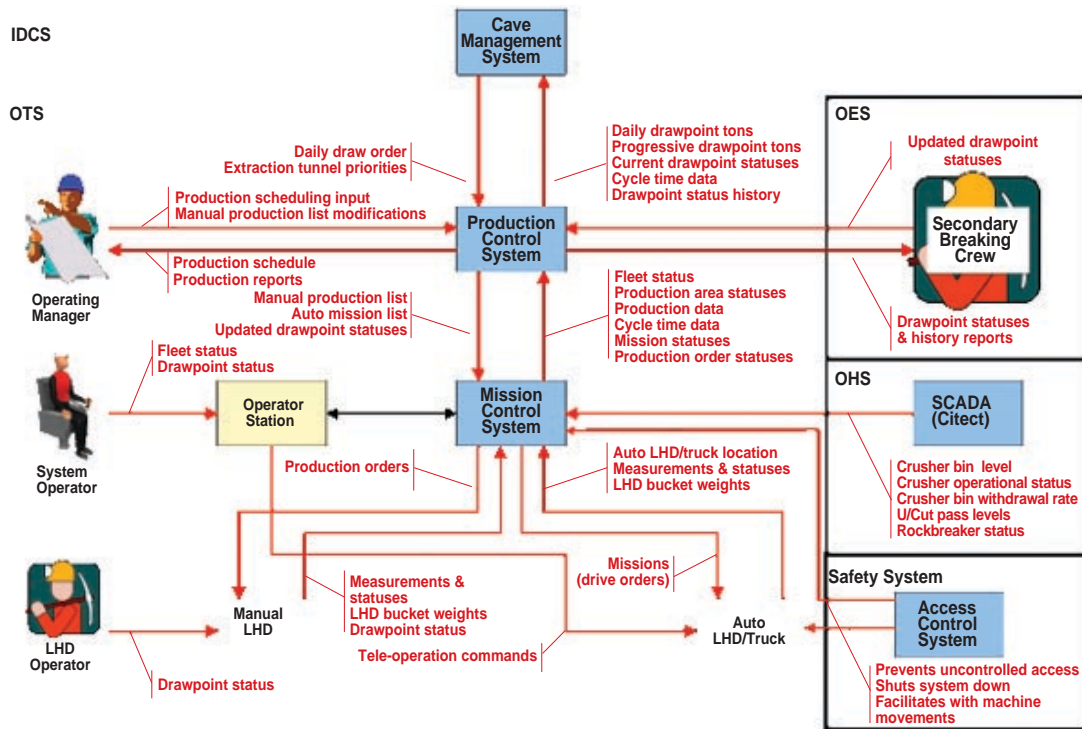 IDCS
Cave
Management
System
OTS
OES
Daily draw order
Extraction tunnel priorities
Daily drawpoint tons
Progressive drawpoint tons
Current drawpoint statuses
Cycle time data
Drawpoint status history
Updated drawpoint
statuses
Production scheduling input
Manual production list modifications
Production
Control
System
Secondary
Breaking
Crew
Production schedule
Production reports
Operating
Manager
Manual production list
Auto mission list
Updated drawpoint statuses
Fleet status
Production area statuses
Production data
Cycle time data
Mission statuses
Production order statuses
Drawpoint statuses
& history reports
Fleet status
Drawpoint status
OHS
Operator
Station
Mission
Control
System
SCADA
(Citect)
System
Operator
Production orders
Auto LHD/truck location
Measurements & statuses
LHD bucket weights
Crusher bin level
Crusher operational status
Crusher bin withdrawal rate
U/Cut pass levels
Rockbreaker status
Missions
(drive orders)
Safety System
Manual
LHD
Measurements &
statuses
LHD bucket weights
Drawpoint status
Auto
LHD/Truck
Access
Control
System
LHD
Operator
Tele-operation commands
Drawpoint status
Prevents uncontrolled access
Shuts system down
Facilitates with machine
movements